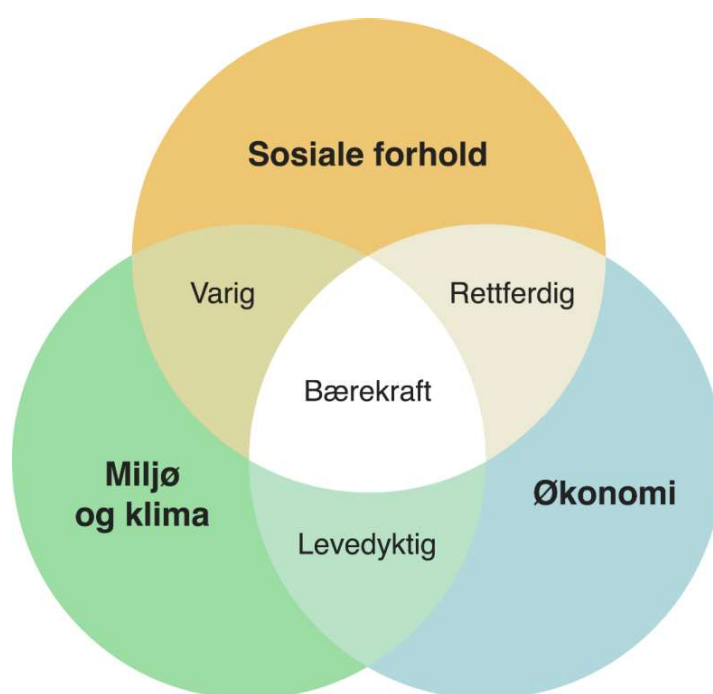 Sosiale forhold
Varig
Rettferdig
Bærekraft
Miljø
og klima
Økonomi
Levedyktig